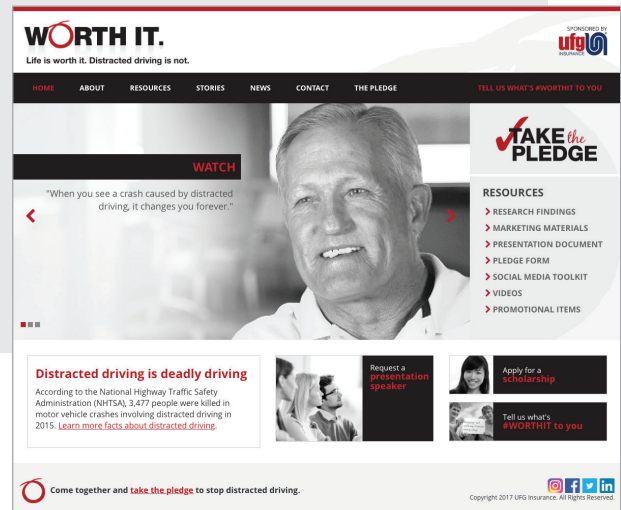 WORTH IT.
Life is worth it. Distracted driving is not.
SPONSORED BY
ufg
INSURANCE
HOME ABOUT RESOURCES STORIES NEWS CONTACT THE PLEDGE TELL US WHAT'S #WORTHIT TO YOU
WATCH
"When you see a crash caused by distracted
driving, it changes you forever."
TAKE the
PLEDGE
RESOURCES
RESEARCH FINDINGS
MARKETING MATERIALS
PRESENTATION DOCUMENT
PLEDGE FORM
SOCIAL MEDIA TOOLKIT
VIDEOS
PROMOTIONAL ITEMS
Distracted driving is deadly driving
According to the National Highway Traffic Safety
Administration (NHTSA), 3,477 people were killed in
motor vehicle crashes involving distracted driving in
2015. Learn more facts about distracted driving.
Request a
presentation
speaker
Apply for a
scholarship
Tell us what's
#WORTHIT to you
Come together and take the pledge to stop distracted driving.
Copyright 2017 UFG Insurance. All Rights Reserved.